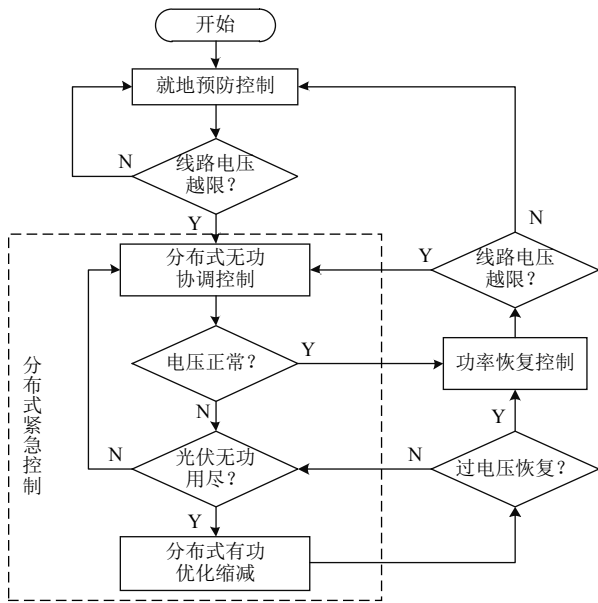 开始
就地预防控制
N
线路电压
越限？
Y
分布式无功
协调控制
Y
线路电压
越限？
N
电压正常？
Y
功率恢复控制
N
Y
光伏无功
用尽？
N
N
过电压恢复？
Y
分布式有功
优化缩减
分布式紧急控制